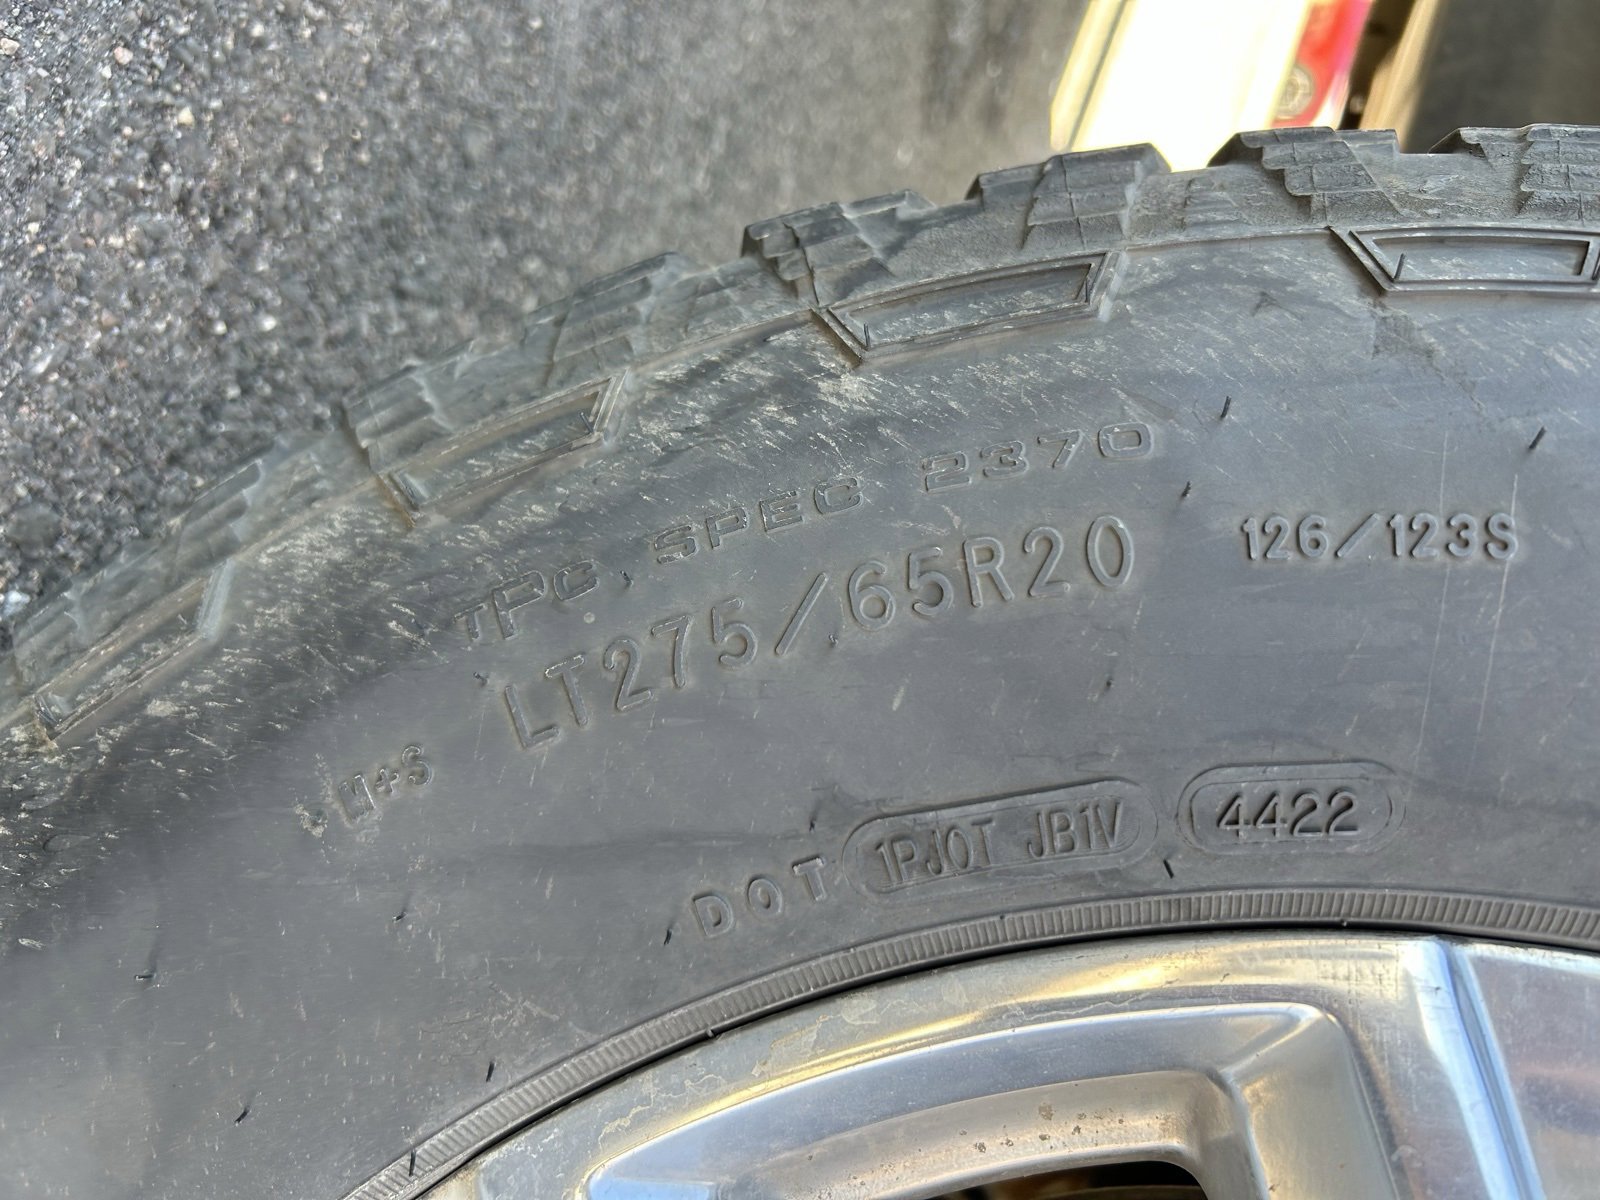 TPC SPEC 2370
LT275/65R20 126/123S
M+S
DOT 1PJ0T JB1V 4422